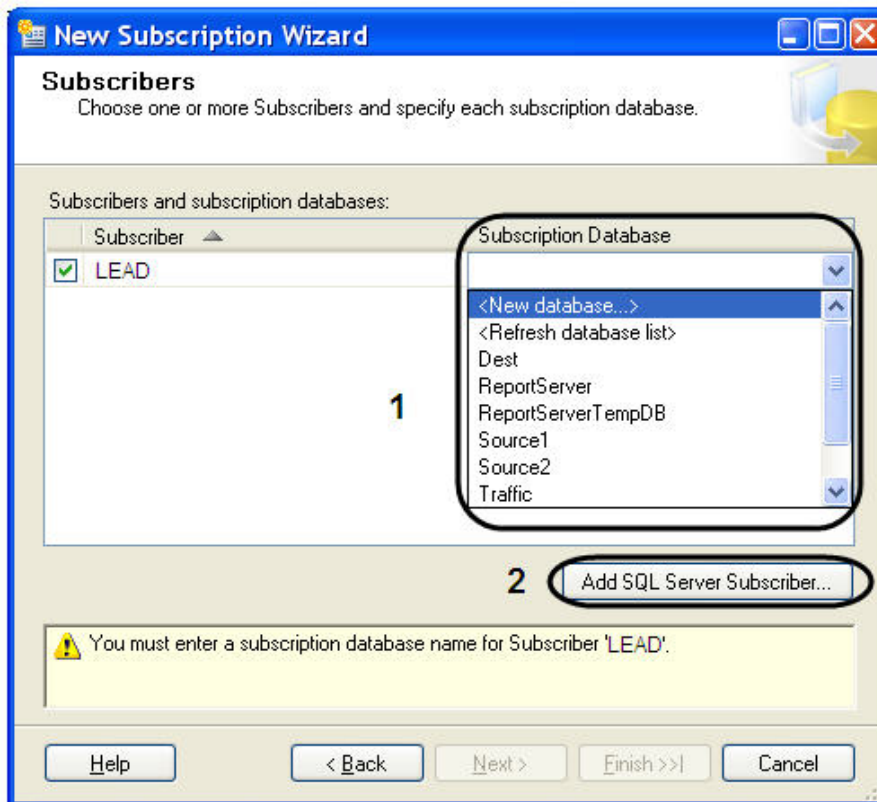 New Subscription Wizard
Subscribers
Choose one or more Subscribers and specify each subscription database.
Subscribers and subscription databases:
Subscriber
Subscription Database
LEAD
<New database...>
<Refresh database list>
Dest
ReportServer
1
ReportServerTempDB
Source1
Source2
Traffic
2
Add SQL Server Subscriber...
You must enter a subscription database name for Subscriber 'LEAD'.
Help
< Back
Next >
Finish >>|
Cancel